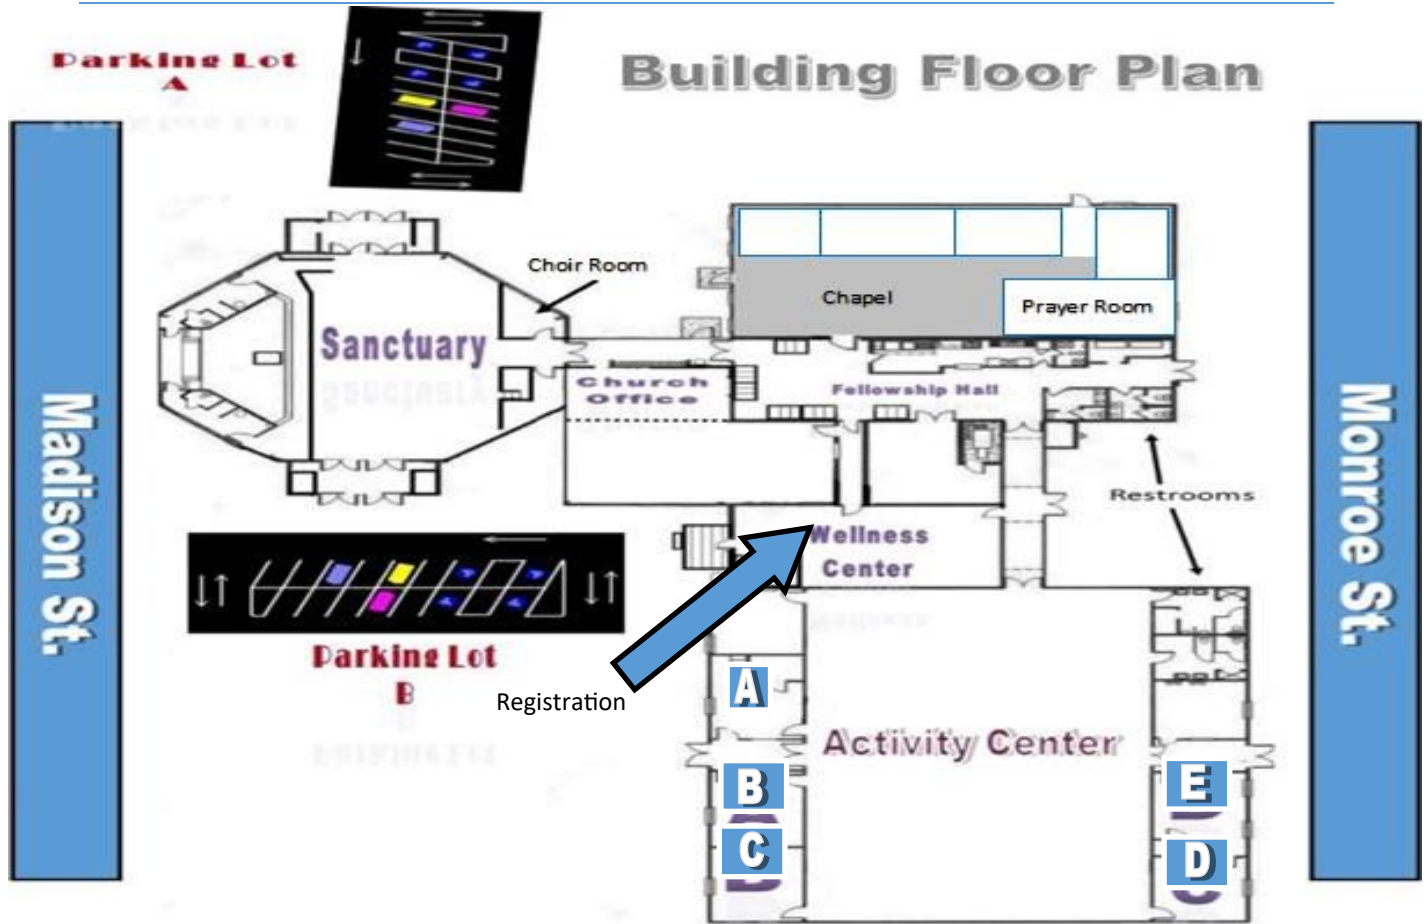 Parking Lot
A
Building Floor Plan
Choir Room
Chapel
Prayer Room
Sanctuary
Church
Office
Fellowship Hall
Madison St.
Monroe St.
Restrooms
Wellness
Center
Parking Lot
B
Registration
A
Activity Center
B
E
C
D